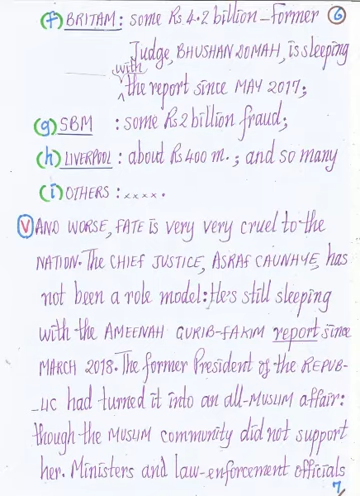 (f) BRITAM: some Rs 4.2 billion - Former (6)
Judge, BHUSHAN DOMAH, is sleeping
with
^ the report since MAY 2017;
(g) SBM : some Rs 2 billion fraud;
(h) LIVERPOOL : about Rs 400 m.; and so many
(i) OTHERS : x x x x .
(V) AND WORSE, FATE is very very cruel to the
NATION. The CHIEF JUSTICE, ASRAF CAUNHYE, has
not been a role model: He's still sleeping
with the AMEENAH GURIB-FAKIM report since
MARCH 2018. The former President of the REPUB-
-LIC had turned it into an all-MUSLIM affair:
though the MUSLIM community did not support
her. Ministers and law-enforcement officials
7